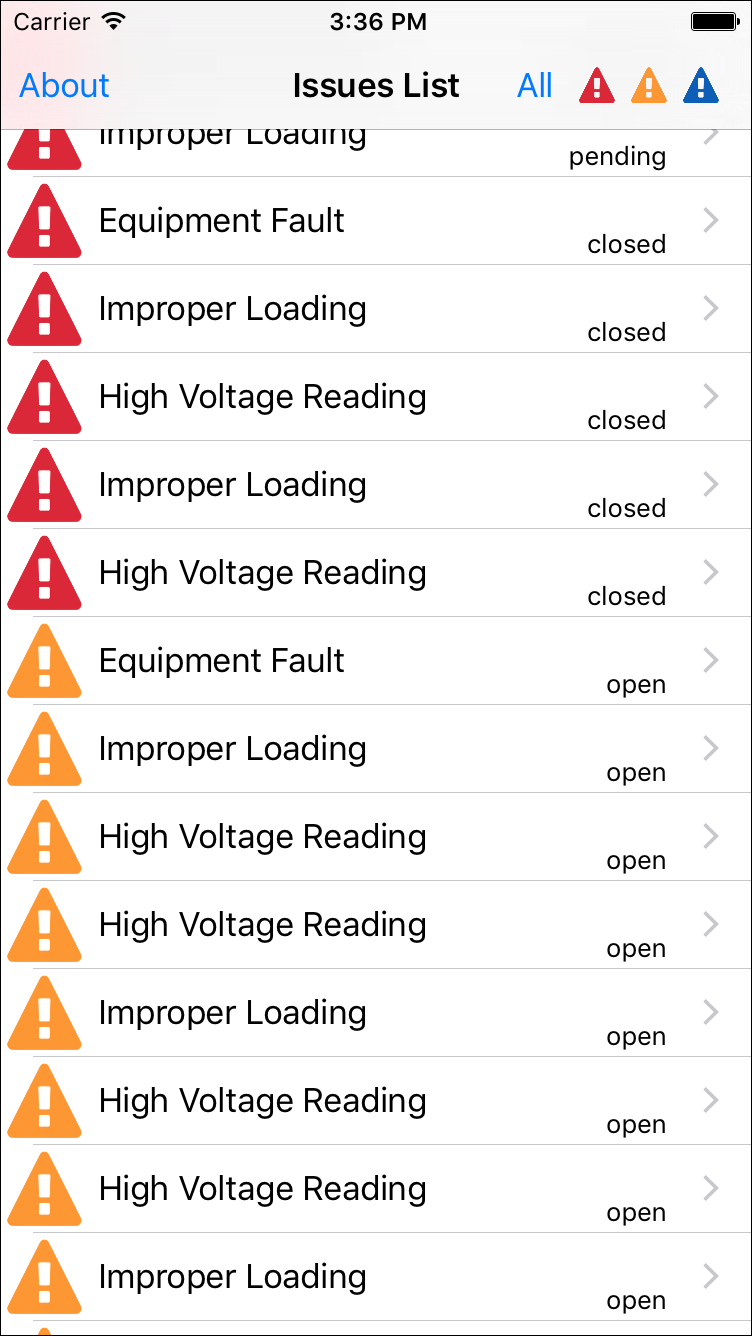 Carrier 3:36 PM
About Issues List All
Improper Loading
pending
Equipment Fault
closed
Improper Loading
closed
High Voltage Reading
closed
Improper Loading
closed
High Voltage Reading
closed
Equipment Fault
open
Improper Loading
open
High Voltage Reading
open
High Voltage Reading
open
Improper Loading
open
High Voltage Reading
open
High Voltage Reading
open
Improper Loading
open